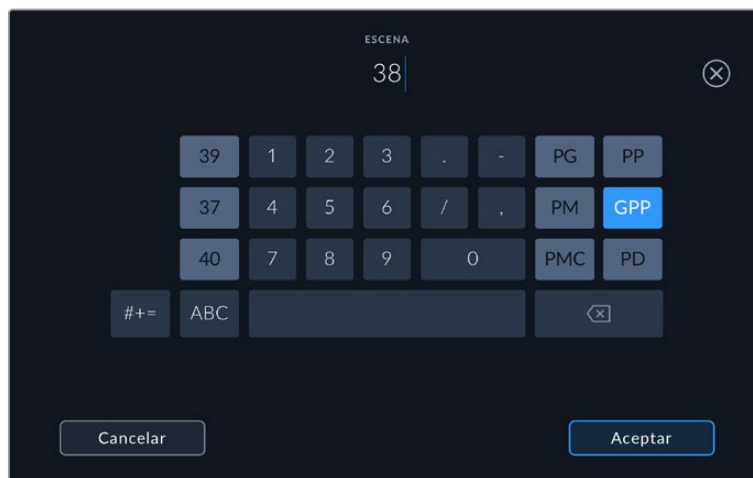 ESCENA
38
39 1 2 3 . - PG PP
37 4 5 6 / , PM GPP
40 7 8 9 0 PMC PD
#+= ABC
Cancelar Aceptar